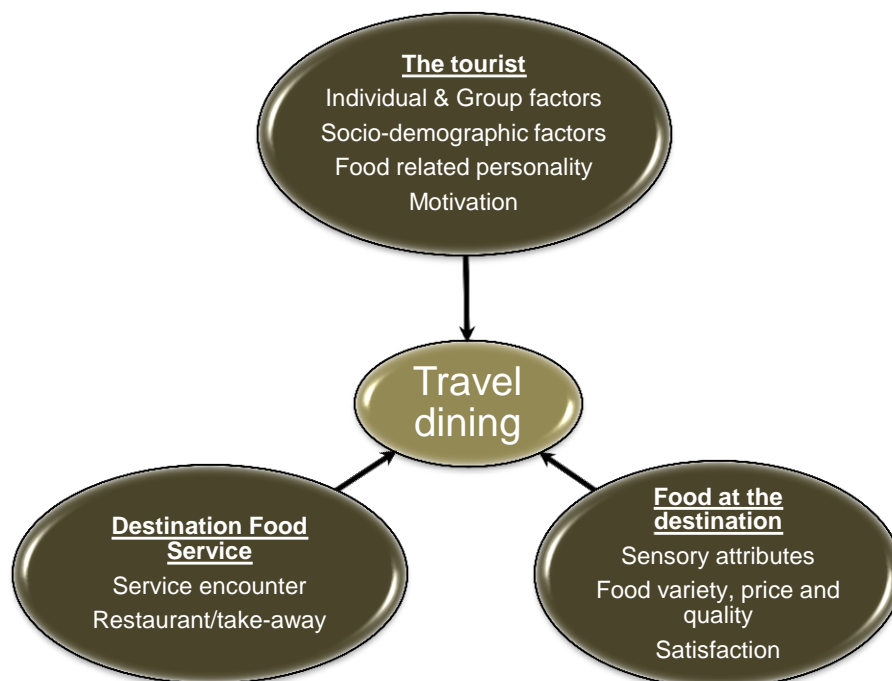 The tourist
Individual & Group factors
Socio-demographic factors
Food related personality
Motivation
Travel
dining
Destination Food
Service
Service encounter
Restaurant/take-away
Food at the
destination
Sensory attributes
Food variety, price and
quality
Satisfaction